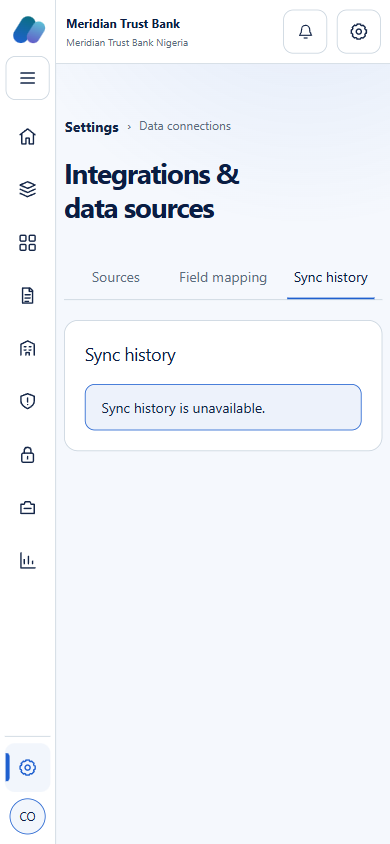 Meridian Trust Bank
Meridian Trust Bank Nigeria
Settings › Data connections
Integrations &
data sources
Sources Field mapping Sync history
Sync history
Sync history is unavailable.
CO